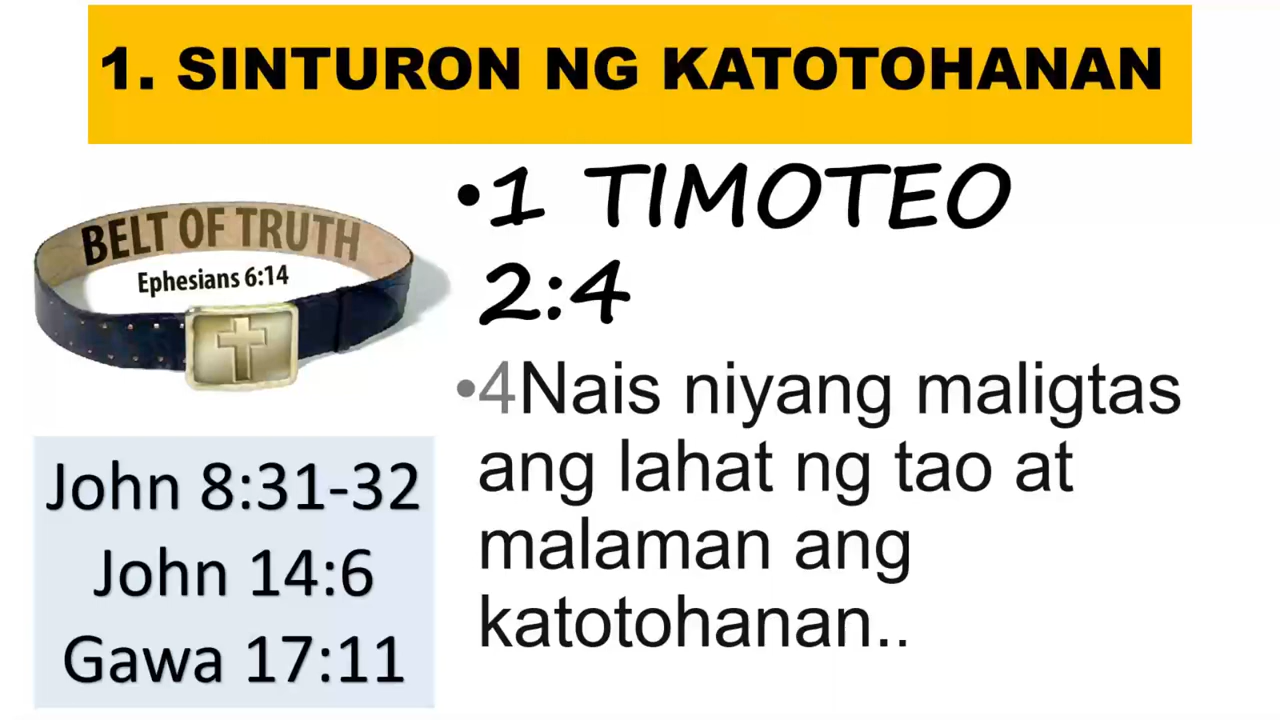 1. SINTURON NG KATOTOHANAN
BELT OF TRUTH
Ephesians 6:14
John 8:31-32
John 14:6
Gawa 17:11
•1 TIMOTEO
2:4
•4Nais niyang maligtas
ang lahat ng tao at
malaman ang
katotohanan..